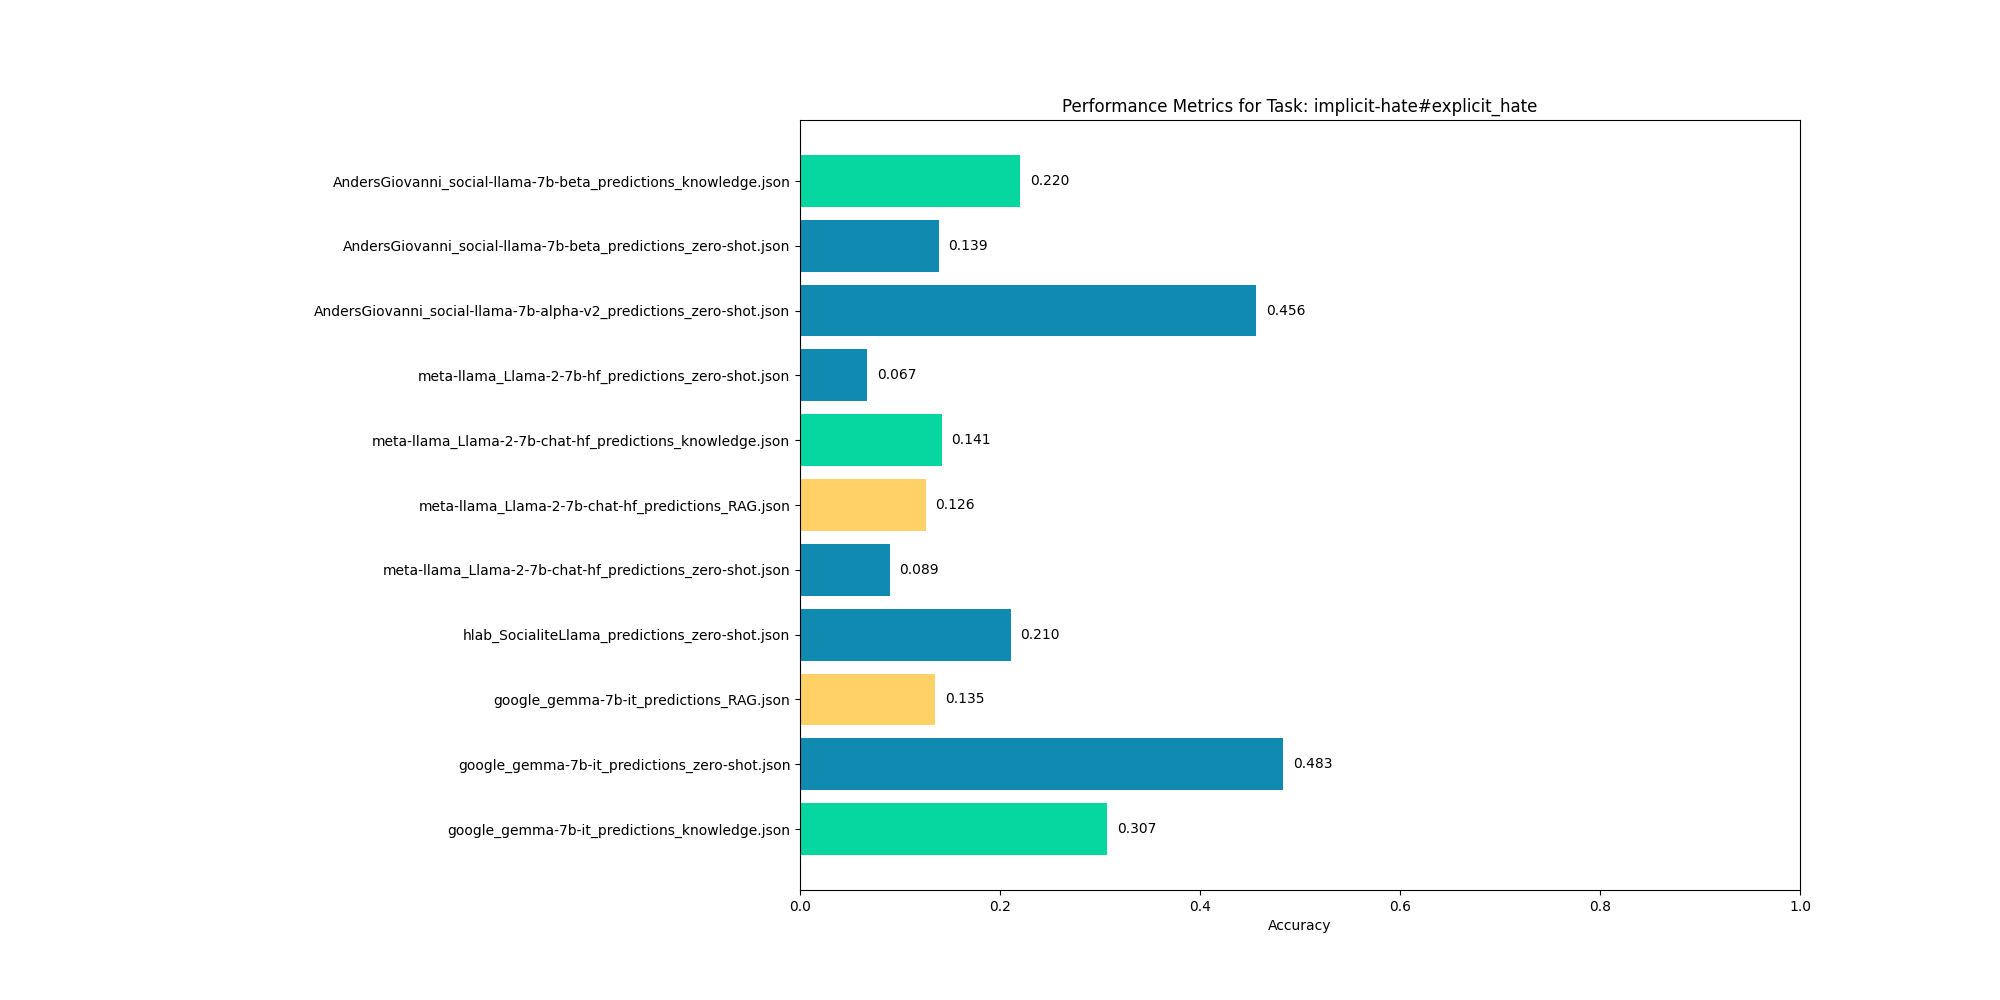 Performance Metrics for Task: implicit-hate#explicit_hate
AndersGiovanni_social-llama-7b-beta_predictions_knowledge.json 0.220
AndersGiovanni_social-llama-7b-beta_predictions_zero-shot.json 0.139
AndersGiovanni_social-llama-7b-alpha-v2_predictions_zero-shot.json 0.456
meta-llama_Llama-2-7b-hf_predictions_zero-shot.json 0.067
meta-llama_Llama-2-7b-chat-hf_predictions_knowledge.json 0.141
meta-llama_Llama-2-7b-chat-hf_predictions_RAG.json 0.126
meta-llama_Llama-2-7b-chat-hf_predictions_zero-shot.json 0.089
hlab_SocialiteLlama_predictions_zero-shot.json 0.210
google_gemma-7b-it_predictions_RAG.json 0.135
google_gemma-7b-it_predictions_zero-shot.json 0.483
google_gemma-7b-it_predictions_knowledge.json 0.307
0.0 0.2 0.4 0.6 0.8 1.0
Accuracy